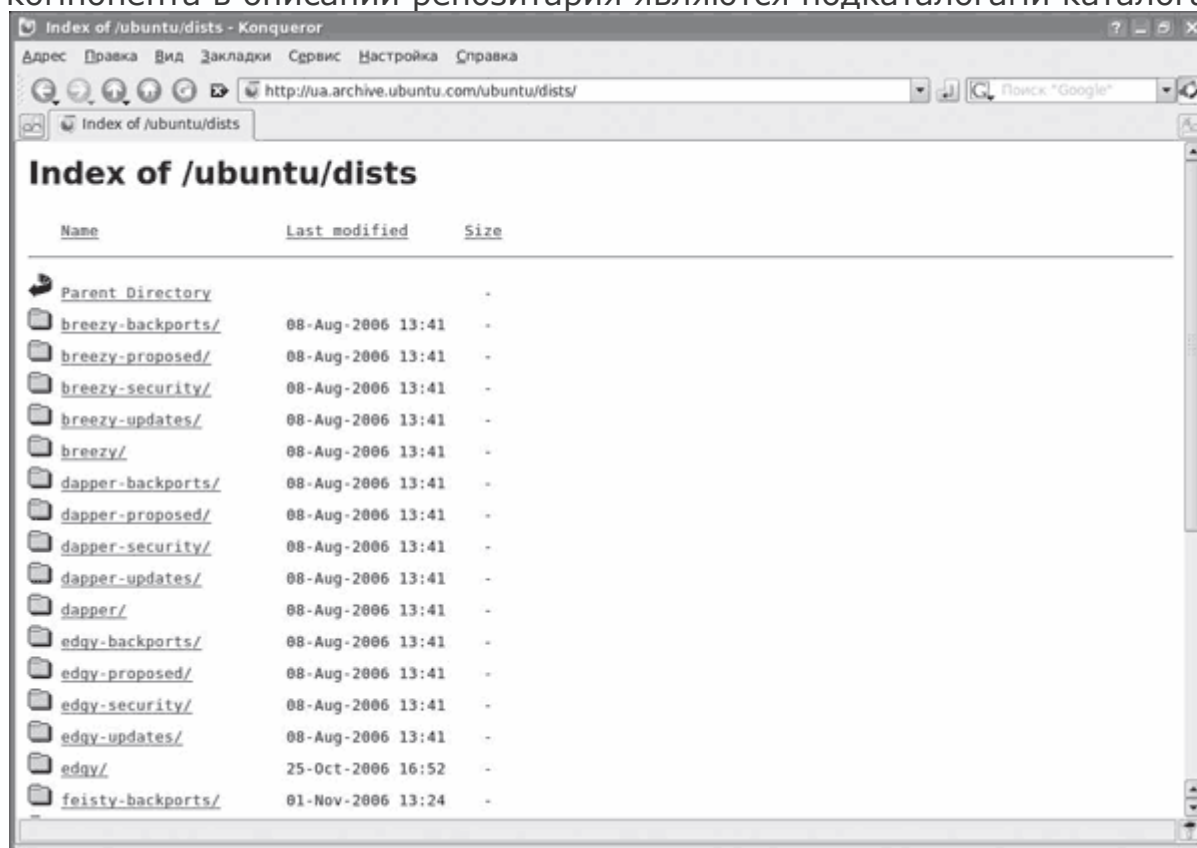 компонента в описании репозитария являются подкаталогами каталога
Index of /ubuntu/dists - Konqueror
Адрес Правка Вид Закладки Сервис Настройка Справка
http://ua.archive.ubuntu.com/ubuntu/dists/ Поиск "Google"
Index of /ubuntu/dists
Index of /ubuntu/dists
Name Last modified Size
Parent Directory -
breezy-backports/ 08-Aug-2006 13:41 -
breezy-proposed/ 08-Aug-2006 13:41 -
breezy-security/ 08-Aug-2006 13:41 -
breezy-updates/ 08-Aug-2006 13:41 -
breezy/ 08-Aug-2006 13:41 -
dapper-backports/ 08-Aug-2006 13:41 -
dapper-proposed/ 08-Aug-2006 13:41 -
dapper-security/ 08-Aug-2006 13:41 -
dapper-updates/ 08-Aug-2006 13:41 -
dapper/ 08-Aug-2006 13:41 -
edgy-backports/ 08-Aug-2006 13:41 -
edgy-proposed/ 08-Aug-2006 13:41 -
edgy-security/ 08-Aug-2006 13:41 -
edgy-updates/ 08-Aug-2006 13:41 -
edgy/ 25-Oct-2006 16:52 -
feisty-backports/ 01-Nov-2006 13:24 -